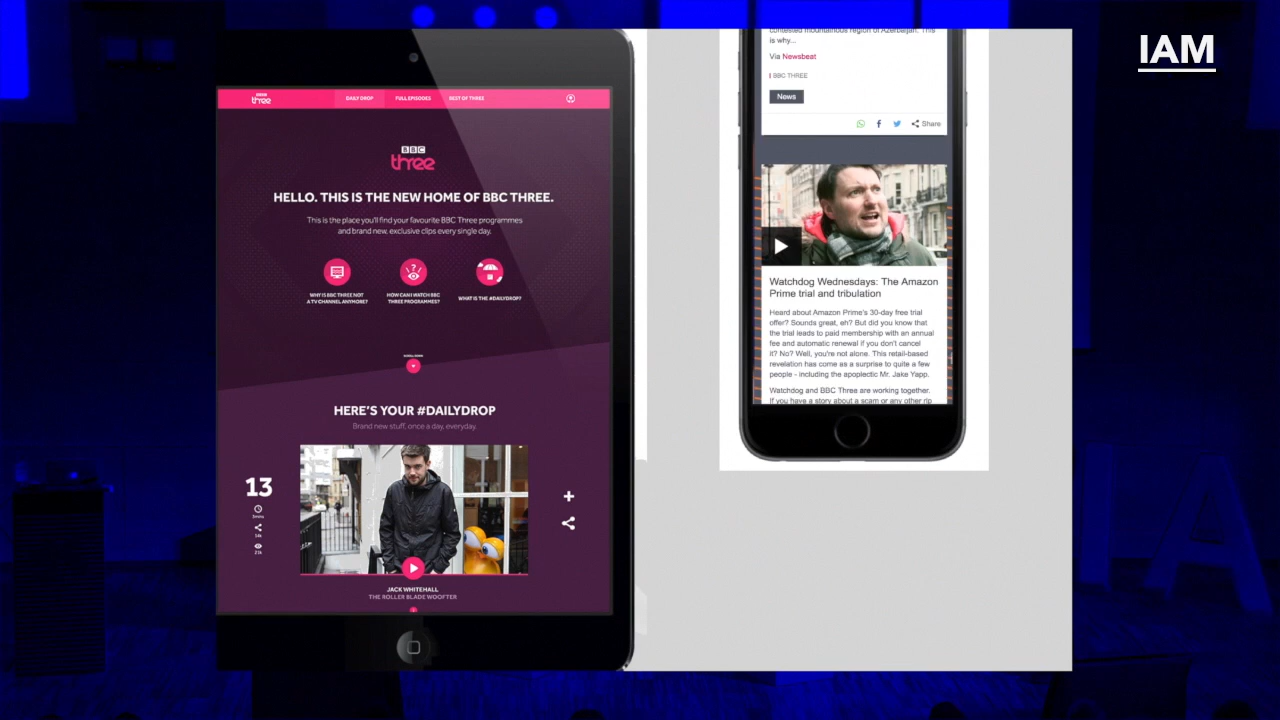 IAM
BBC
three
DAILY DROP
FULL EPISODES
BEST OF THREE
BBC
three
HELLO. THIS IS THE NEW HOME OF BBC THREE.
This is the place you'll find your favourite BBC Three programmes
and brand new, exclusive clips every single day.
WHY IS BBC THREE NOT
A TV CHANNEL ANYMORE?
HOW CAN I WATCH BBC
THREE PROGRAMMES?
WHAT IS THE #DAILYDROP?
SCROLL DOWN
HERE'S YOUR #DAILYDROP
Brand new stuff, once a day, everyday.
13
3mins
14k
21k
JACK WHITEHALL
THE ROLLER BLADE WOOFTER
contested mountainous region of Azerbaijan. This
is why...
Via Newsbeat
BBC THREE
News
Share
Watchdog Wednesdays: The Amazon
Prime trial and tribulation
Heard about Amazon Prime's 30-day free trial
offer? Sounds great, eh? But did you know that
the trial leads to paid membership with an annual
fee and automatic renewal if you don't cancel
it? No? Well, you're not alone. This retail-based
revelation has come as a surprise to quite a few
people - including the apoplectic Mr. Jake Yapp.
Watchdog and BBC Three are working together.
If you have a story about a scam or any other rip